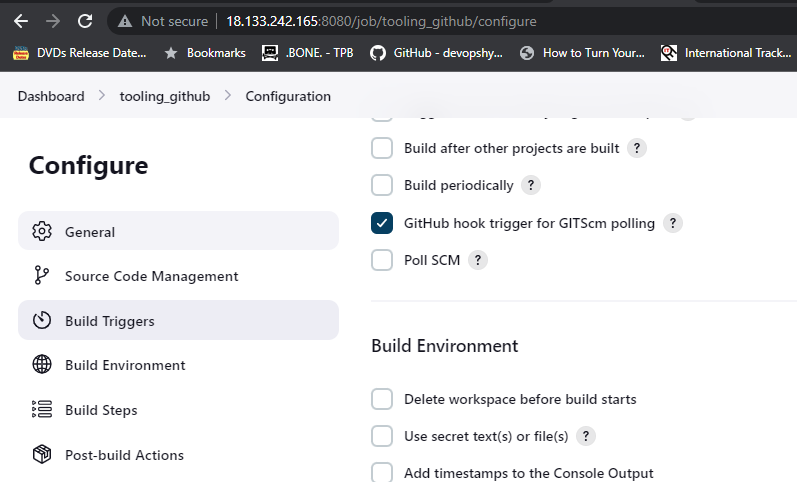 Not secure 18.133.242.165:8080/job/tooling_github/configure
DVDs Release Date... Bookmarks .BONE. - TPB GitHub - devopshy... How to Turn Your... International Track...
Dashboard tooling_github Configuration
Configure
General
Source Code Management
Build Triggers
Build Environment
Build Steps
Post-build Actions
Build after other projects are built ?
Build periodically ?
GitHub hook trigger for GITScm polling ?
Poll SCM ?
Build Environment
Delete workspace before build starts
Use secret text(s) or file(s) ?
Add timestamps to the Console Output